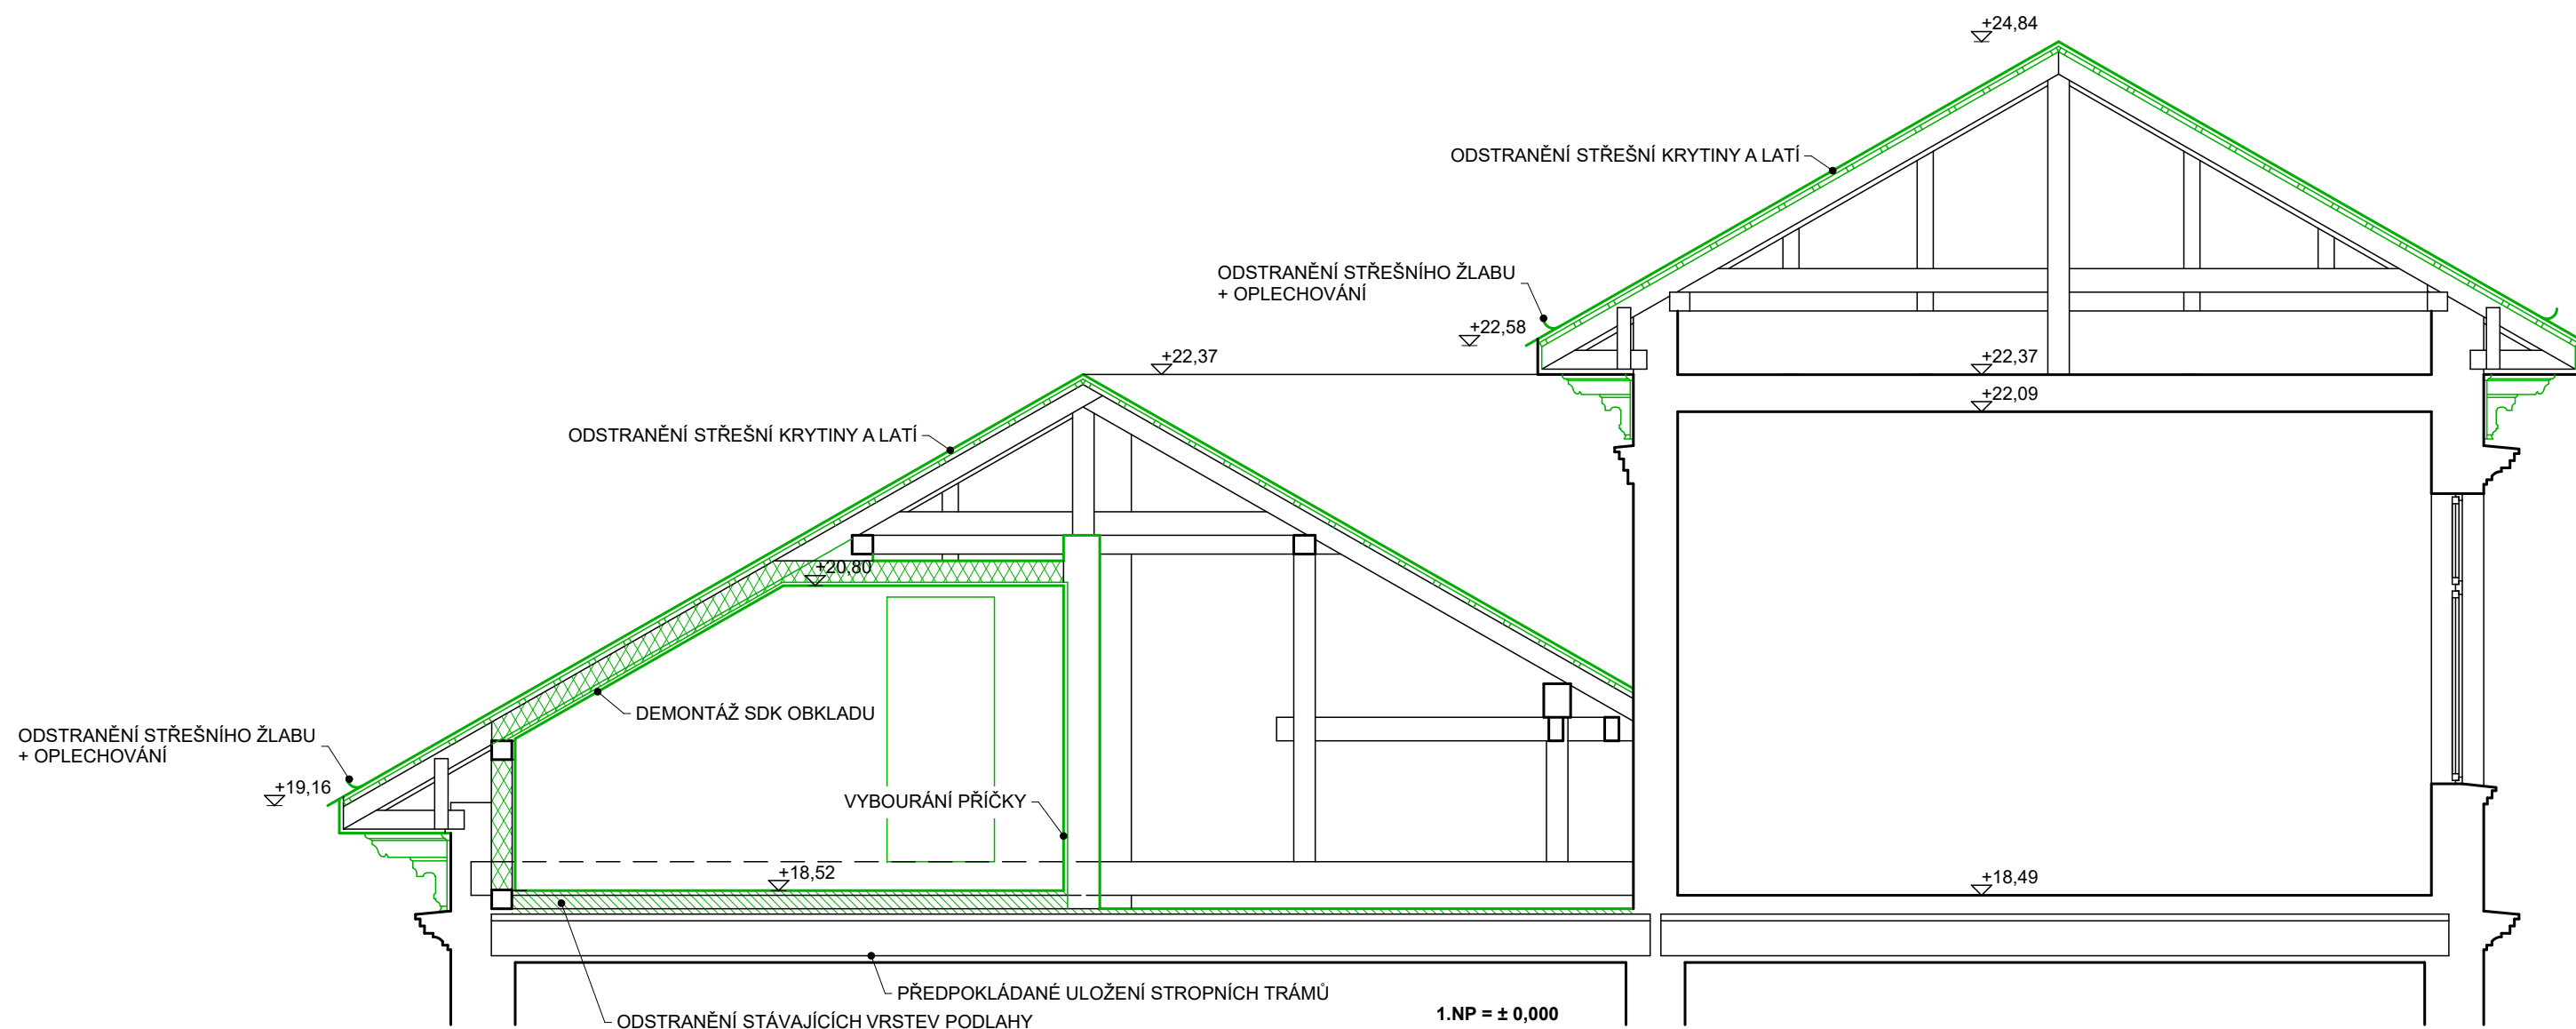 +24,84
ODSTRANĚNÍ STŘEŠNÍ KRYTINY A LATÍ
ODSTRANĚNÍ STŘEŠNÍHO ŽLABU
+ OPLECHOVÁNÍ
+22,58
+22,37
+22,37
+22,09
ODSTRANĚNÍ STŘEŠNÍ KRYTINY A LATÍ
+20,80
DEMONTÁŽ SDK OBKLADU
ODSTRANĚNÍ STŘEŠNÍHO ŽLABU
+ OPLECHOVÁNÍ
+19,16
VYBOURÁNÍ PŘÍČKY
+18,52
+18,49
PŘEDPOKLÁDANÉ ULOŽENÍ STROPNÍCH TRÁMŮ
1.NP = ± 0,000
ODSTRANĚNÍ STÁVAJÍCÍCH VRSTEV PODLAHY